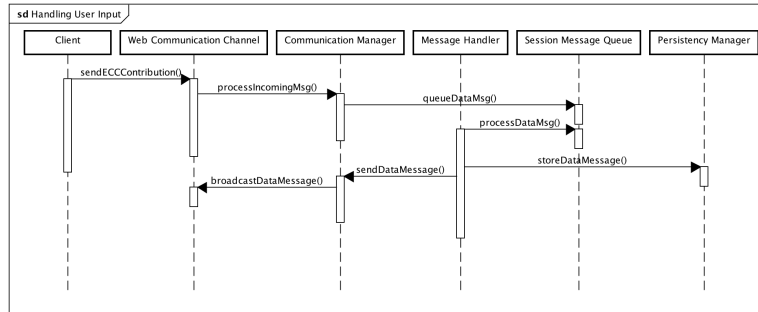 sd Handling User Input
Client
Web Communication Channel
Communication Manager
Message Handler
Session Message Queue
Persistency Manager
sendECCContribution()
processIncomingMsg()
queueDataMsg()
processDataMsg()
storeDataMessage()
sendDataMessage()
broadcastDataMessage()